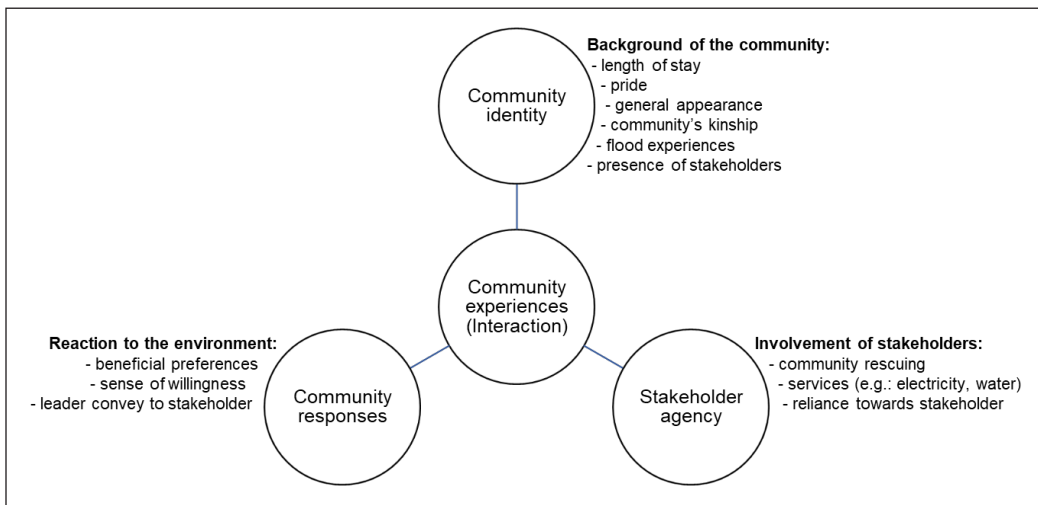 Background of the community:
- length of stay
- pride
- general appearance
- community's kinship
- flood experiences
- presence of stakeholders
Community
identity
Community
experiences
(Interaction)
Reaction to the environment:
- beneficial preferences
- sense of willingness
- leader convey to stakeholder
Community
responses
Involvement of stakeholders:
- community rescuing
- services (e.g.: electricity, water)
- reliance towards stakeholder
Stakeholder
agency